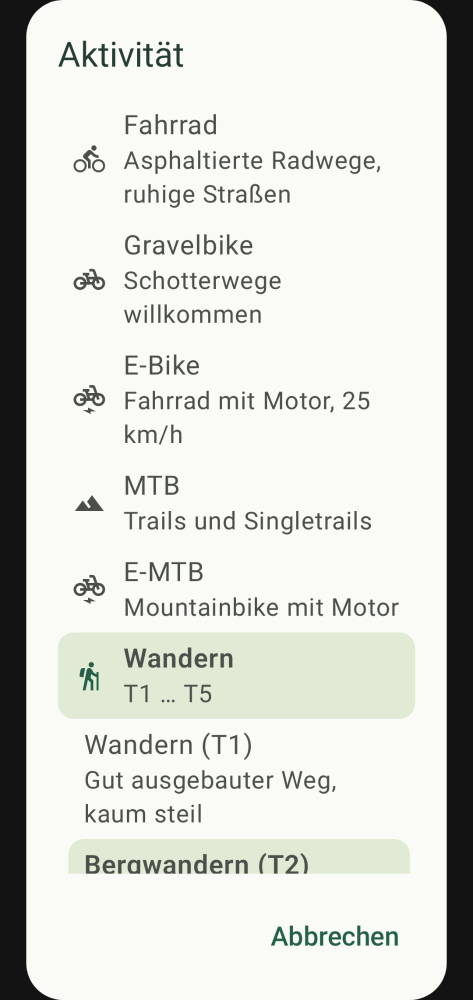 Aktivität
Fahrrad
Asphaltierte Radwege,
ruhige Straßen
Gravelbike
Schotterwege
willkommen
E-Bike
Fahrrad mit Motor, 25
km/h
MTB
Trails und Singletrails
E-MTB
Mountainbike mit Motor
Wandern
T1 … T5
Wandern (T1)
Gut ausgebauter Weg,
kaum steil
Bergwandern (T2)
Abbrechen